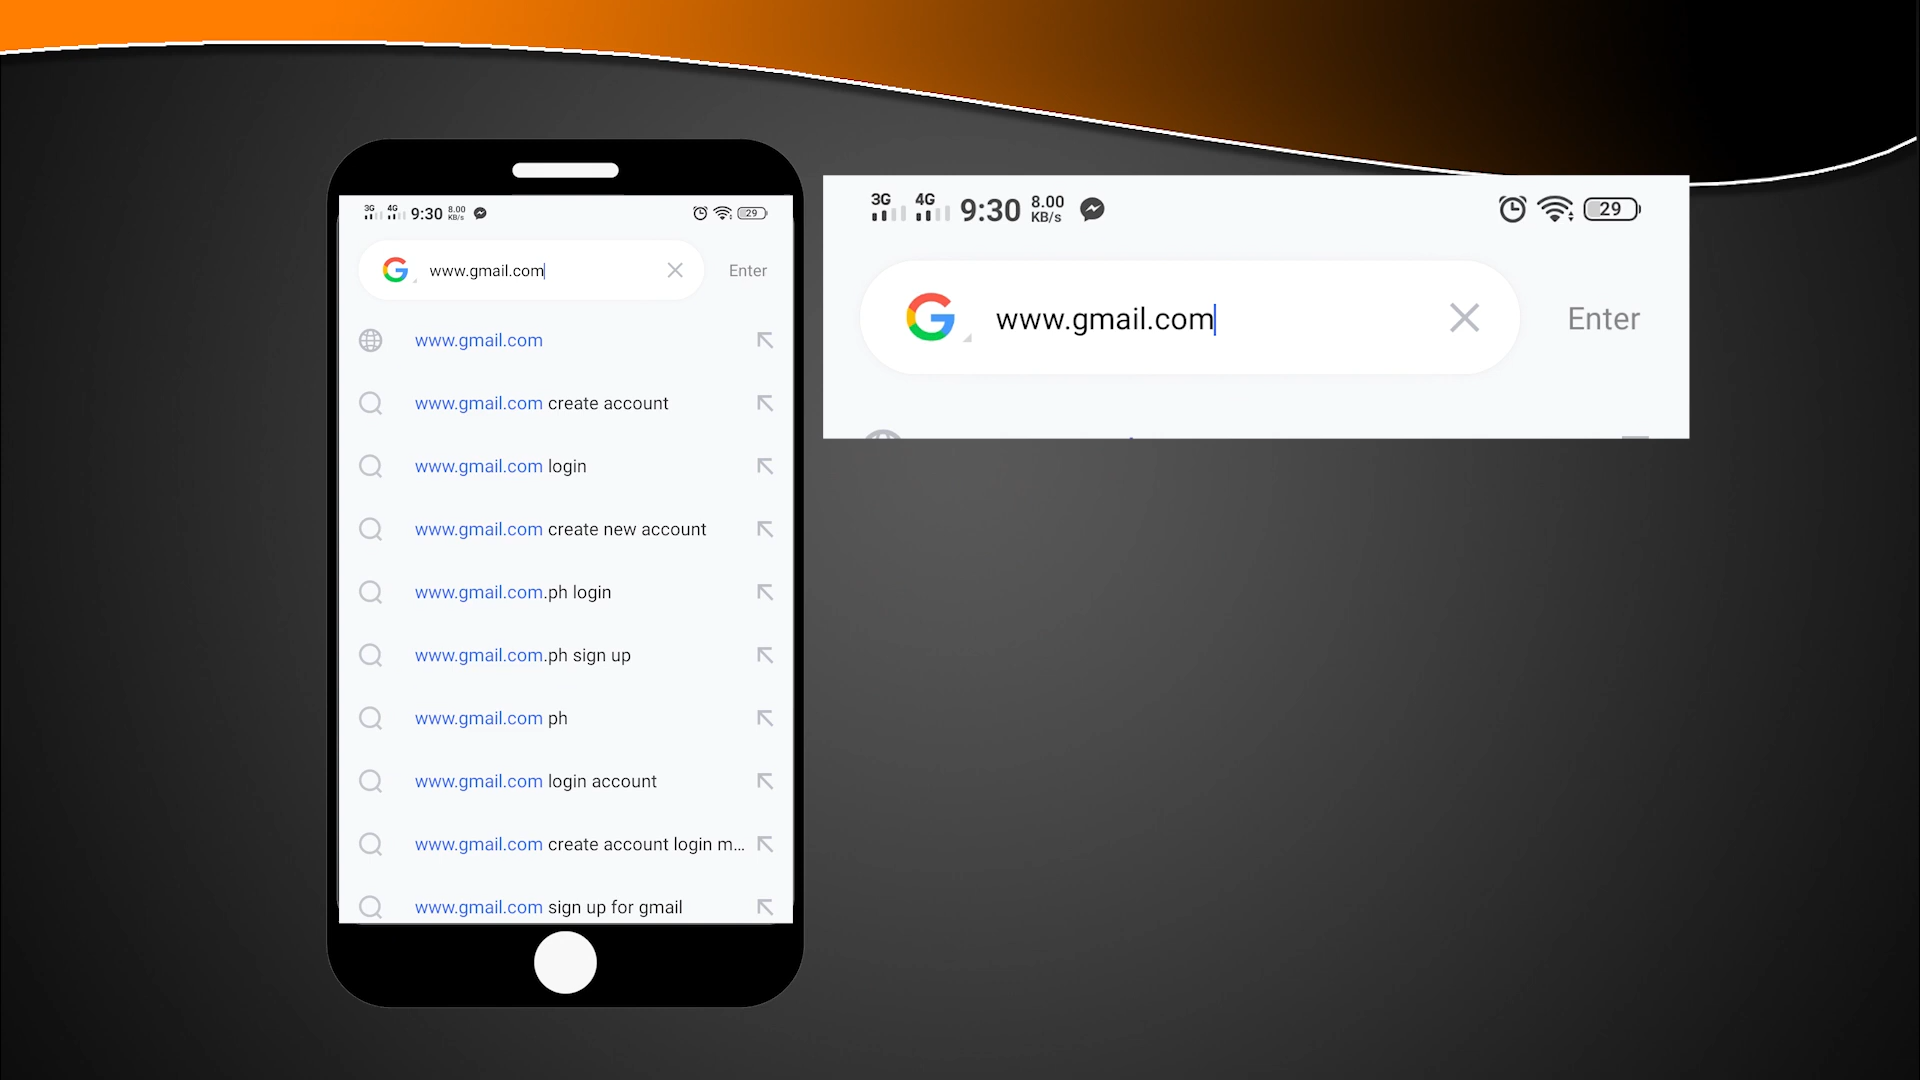 3G 4G 9:30 8.00 KB/s 29
www.gmail.com Enter
www.gmail.com
www.gmail.com create account
www.gmail.com login
www.gmail.com create new account
www.gmail.com.ph login
www.gmail.com.ph sign up
www.gmail.com ph
www.gmail.com login account
www.gmail.com create account login m...
www.gmail.com sign up for gmail
3G 4G 9:30 8.00 KB/s 29
www.gmail.com Enter